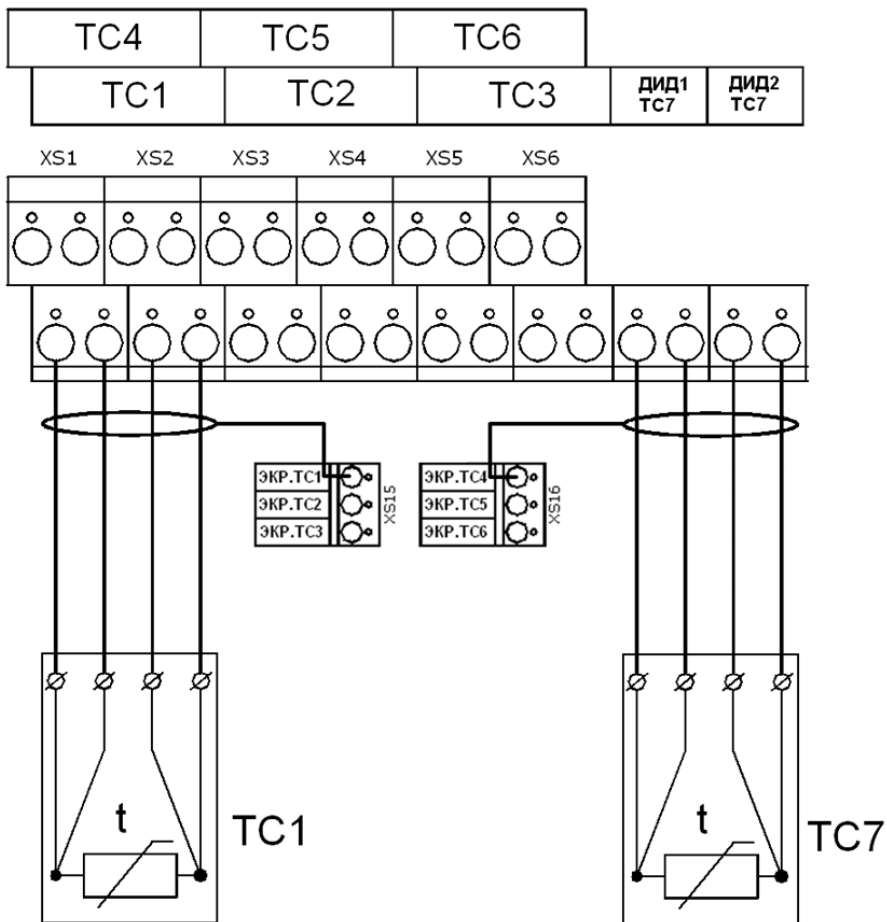 ТС4 ТС5 ТС6
ТС1 ТС2 ТС3 ДИД1 ДИД2
ТС7 ТС7
XS1 XS2 XS3 XS4 XS5 XS6
ЭКР.ТС1
ЭКР.ТС2
ЭКР.ТС3
XS15
ЭКР.ТС4
ЭКР.ТС5
ЭКР.ТС6
XS16
t
ТС1
t
ТС7